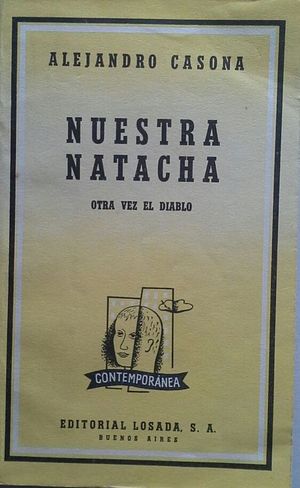 ALEJANDRO CASONA
NUESTRA
NATACHA
OTRA VEZ EL DIABLO
CONTEMPORÁNEA
EDITORIAL LOSADA, S. A.
BUENOS AIRES